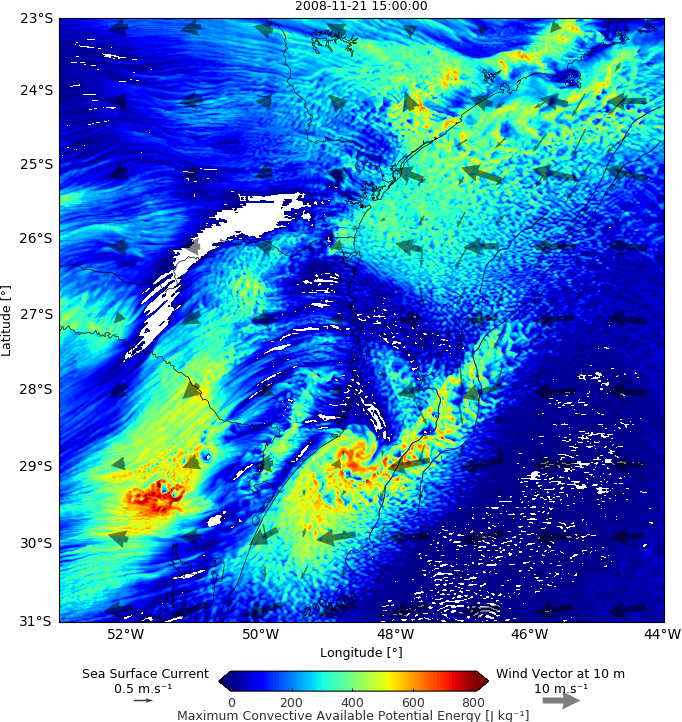 2008-11-21 15:00:00
23°S
24°S
25°S
26°S
27°S
28°S
29°S
30°S
31°S
Latitude [°]
52°W 50°W 48°W 46°W 44°W
Longitude [°]
Sea Surface Current
0.5 m.s⁻¹
Wind Vector at 10 m
10 m.s⁻¹
0 200 400 600 800
Maximum Convective Available Potential Energy [J kg⁻¹]